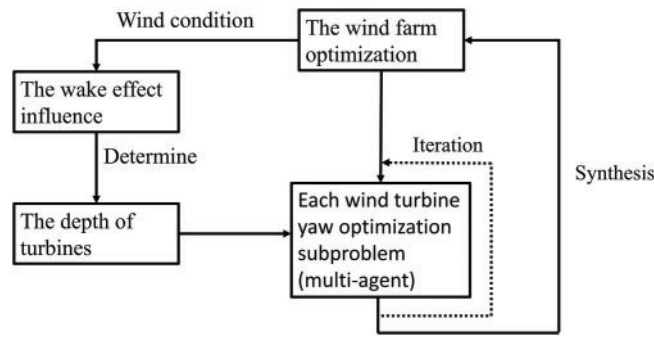 Wind condition
The wind farm
optimization
The wake effect
influence
Determine
Iteration
Synthesis
The depth of
turbines
Each wind turbine
yaw optimization
subproblem
(multi-agent)